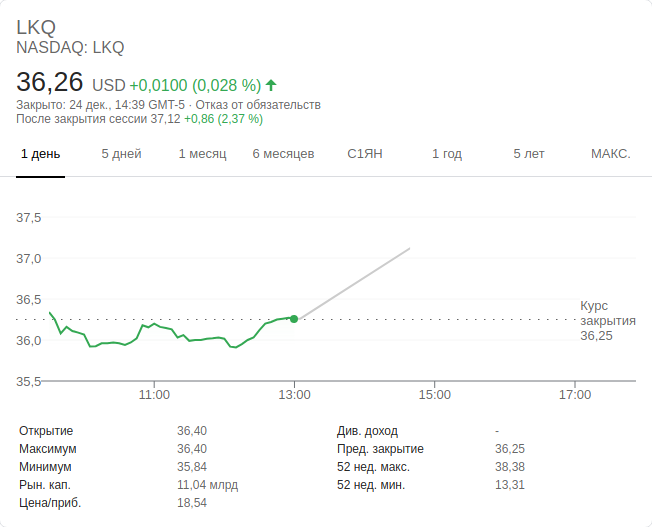 LKQ
NASDAQ: LKQ
36,26 USD +0,0100 (0,028 %)
Закрыто: 24 дек., 14:39 GMT-5 · Отказ от обязательств
После закрытия сессии 37,12 +0,86 (2,37 %)
1 день 5 дней 1 месяц 6 месяцев С1ЯН 1 год 5 лет МАКС.
37,5
37,0
36,5
36,0
35,5
Курс
закрытия
36,25
11:00 13:00 15:00 17:00
Открытие 36,40 Див. доход -
Максимум 36,40 Пред. закрытие 36,25
Минимум 35,84 52 нед. макс. 38,38
Рын. кап. 11,04 млрд 52 нед. мин. 13,31
Цена/приб. 18,54